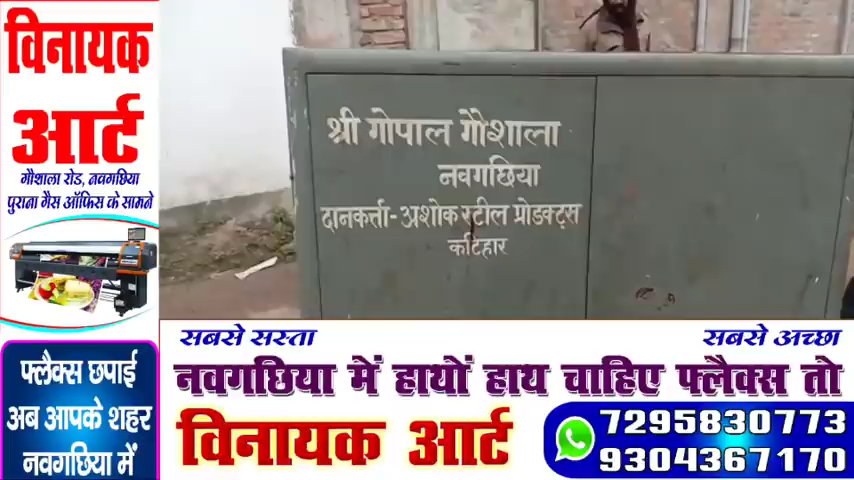 विनायक
आर्ट
गौशाला रोड, नवगछिया
पुराना गैस ऑफिस के सामने
फ्लैक्स छपाई
अब आपके शहर
नवगछिया में
श्री गोपाल गौशाला
नवगछिया
दानकर्त्ता-अशोक स्टील प्रोडक्ट्स
कटिहार
सबसे सस्ता
सबसे अच्छा
नवगछिया में हाथों हाथ चाहिए फ्लैक्स तो
विनायक आर्ट
7295830773
9304367170